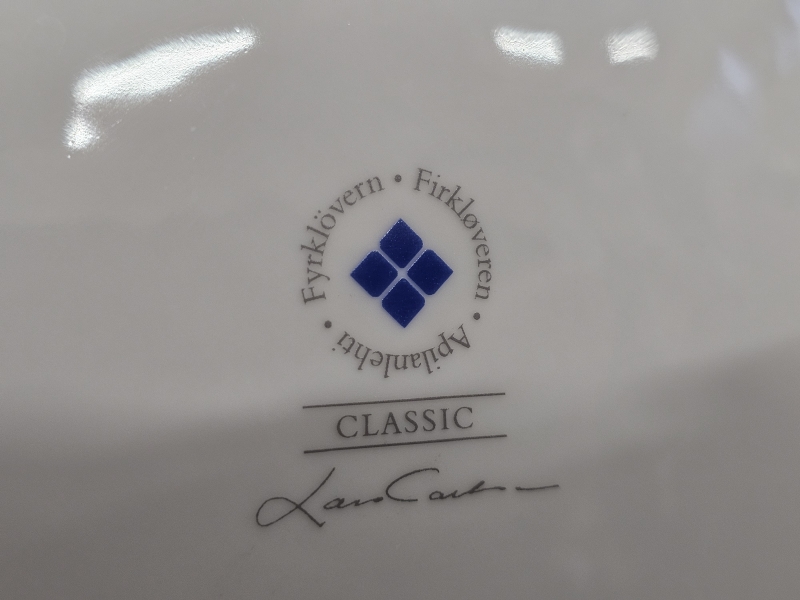 Fyrklövern • Firkløveren • Apilanlehti •
CLASSIC